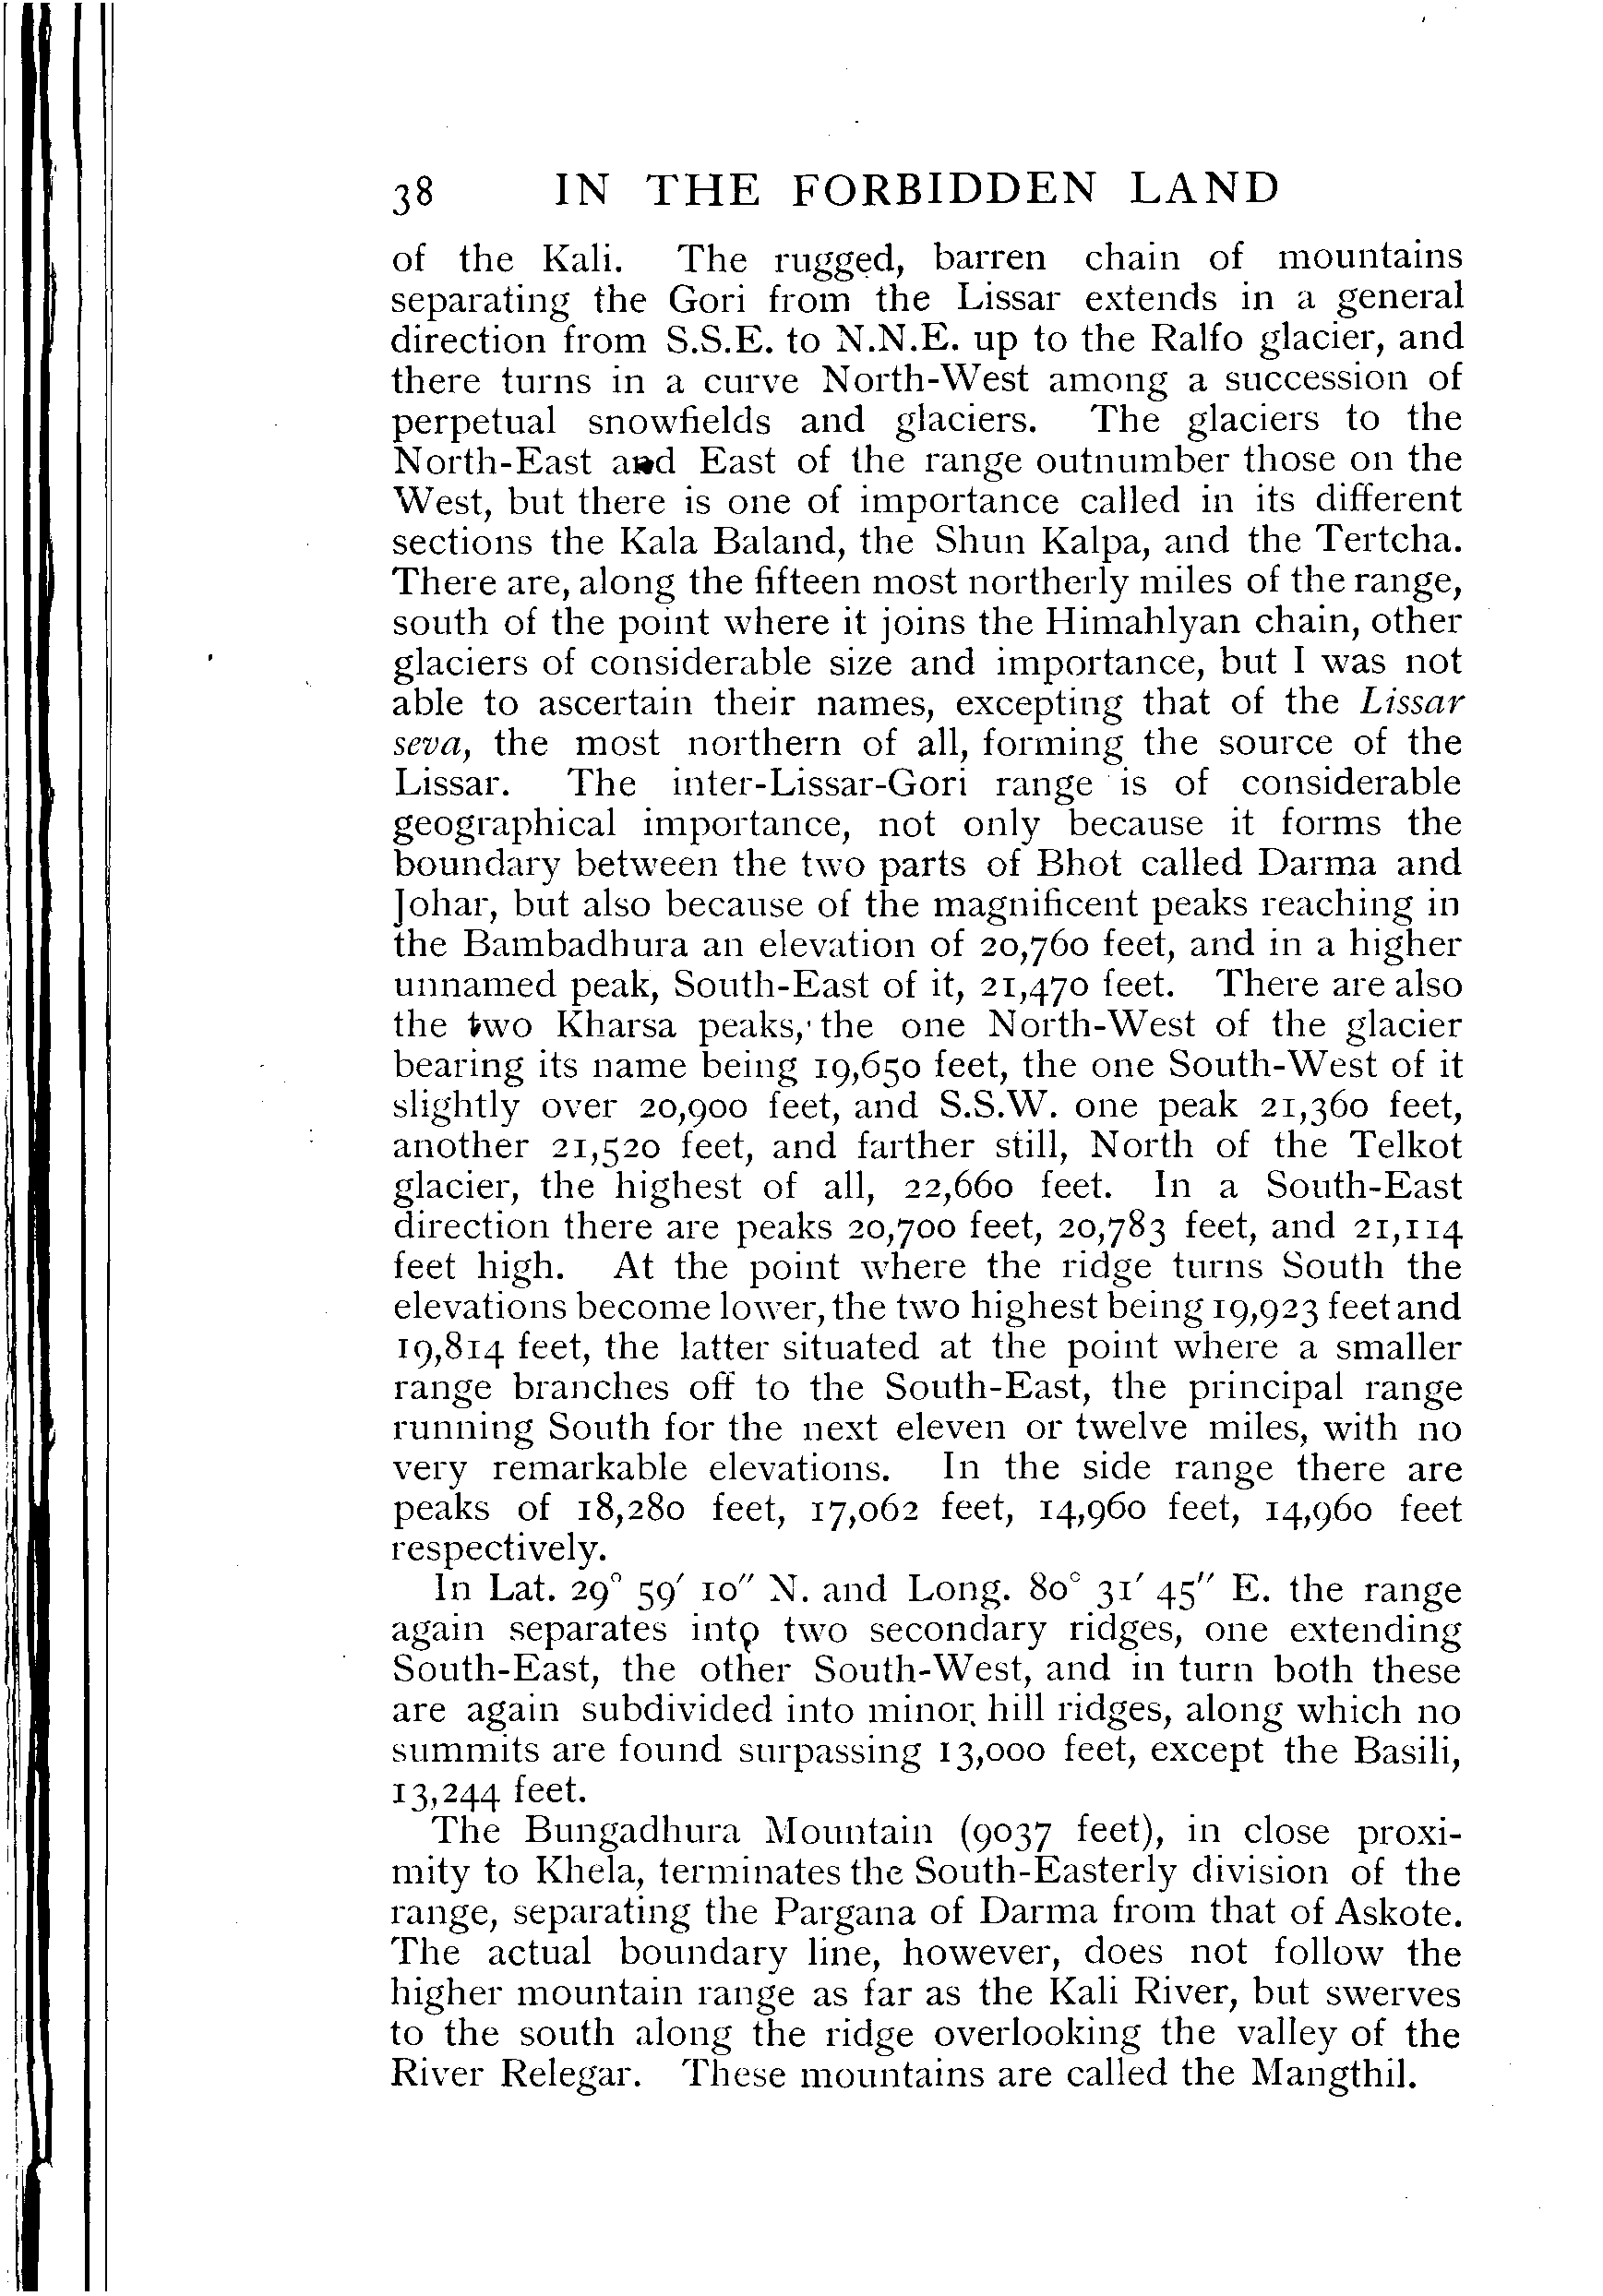 38 IN THE FORBIDDEN LAND
of the Kali. The rugged, barren chain of mountains
separating the Gori from the Lissar extends in a general
direction from S.S.E. to N.N.E. up to the Ralfo glacier, and
there turns in a curve North-West among a succession of
perpetual snowfields and glaciers. The glaciers to the
North-East and East of the range outnumber those on the
West, but there is one of importance called in its different
sections the Kala Baland, the Shun Kalpa, and the Tertcha.
There are, along the fifteen most northerly miles of the range,
south of the point where it joins the Himahlyan chain, other
glaciers of considerable size and importance, but I was not
able to ascertain their names, excepting that of the Lissar
seva, the most northern of all, forming the source of the
Lissar. The inter-Lissar-Gori range is of considerable
geographical importance, not only because it forms the
boundary between the two parts of Bhot called Darma and
Johar, but also because of the magnificent peaks reaching in
the Bambadhura an elevation of 20,760 feet, and in a higher
unnamed peak, South-East of it, 21,470 feet. There are also
the two Kharsa peaks, the one North-West of the glacier
bearing its name being 19,650 feet, the one South-West of it
slightly over 20,900 feet, and S.S.W. one peak 21,360 feet,
another 21,520 feet, and farther still, North of the Telkot
glacier, the highest of all, 22,660 feet. In a South-East
direction there are peaks 20,700 feet, 20,783 feet, and 21,114
feet high. At the point where the ridge turns South the
elevations become lower, the two highest being 19,923 feet and
19,814 feet, the latter situated at the point where a smaller
range branches off to the South-East, the principal range
running South for the next eleven or twelve miles, with no
very remarkable elevations. In the side range there are
peaks of 18,280 feet, 17,062 feet, 14,960 feet, 14,960 feet
respectively.
In Lat. 29° 59′ 10″ N. and Long. 80° 31′ 45″ E. the range
again separates into two secondary ridges, one extending
South-East, the other South-West, and in turn both these
are again subdivided into minor hill ridges, along which no
summits are found surpassing 13,000 feet, except the Basili,
13,244 feet.
The Bungadhura Mountain (9037 feet), in close proxi-
mity to Khela, terminates the South-Easterly division of the
range, separating the Pargana of Darma from that of Askote.
The actual boundary line, however, does not follow the
higher mountain range as far as the Kali River, but swerves
to the south along the ridge overlooking the valley of the
River Relegar. These mountains are called the Mangthil.